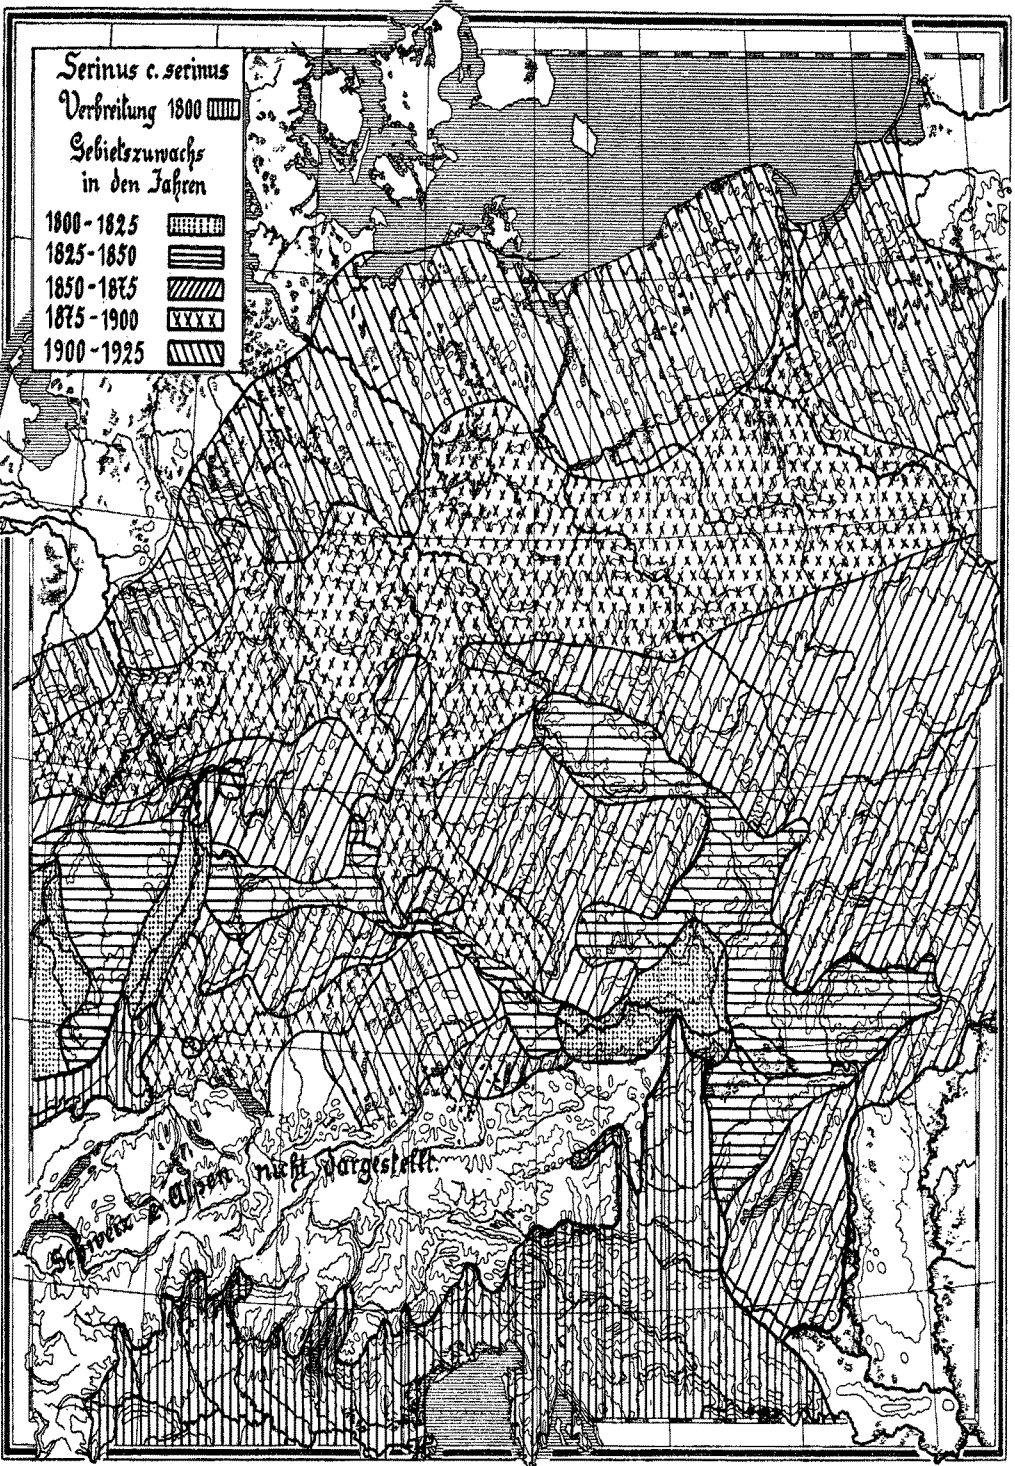 Serinus c. serinus
Verbreitung 1800
Gebietszuwachs
in den Jahren
1800-1825
1825-1850
1850-1875
1875-1900
1900-1925
Schweiz u. Alpen nicht dargestellt.